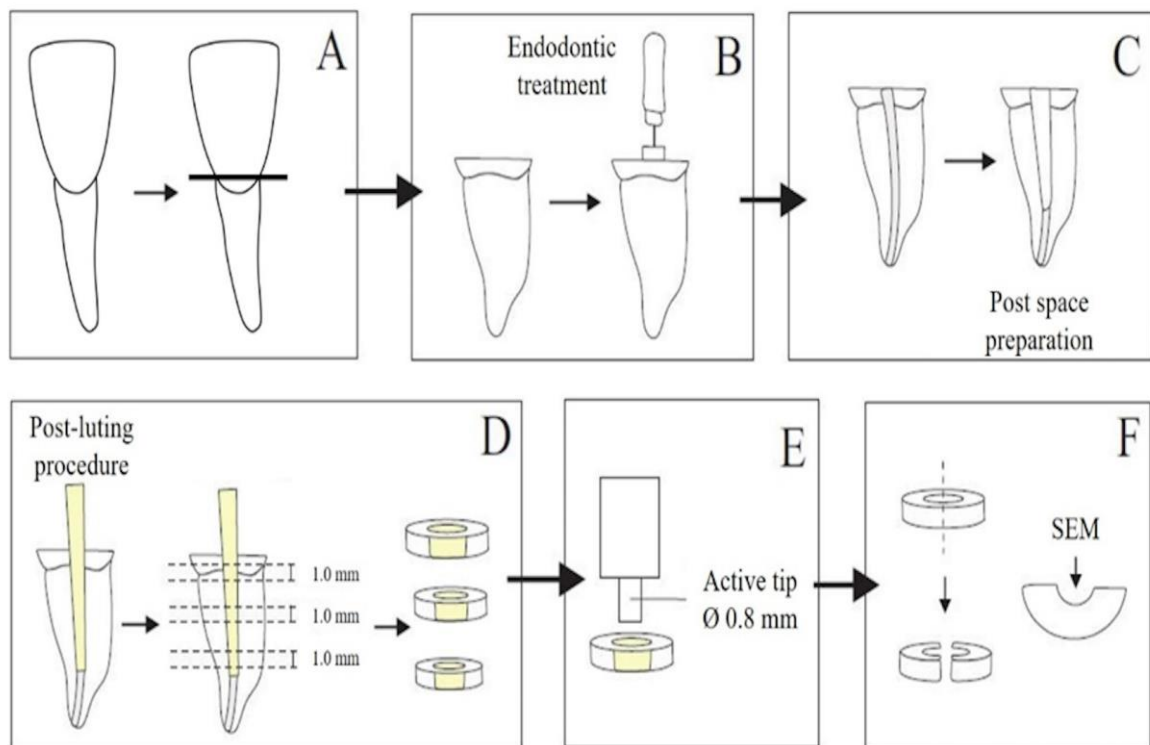 A
Endodontic
treatment
B
C
Post space
preparation
Post-luting
procedure
D
1.0 mm
1.0 mm
1.0 mm
E
Active tip
Ø 0.8 mm
F
SEM